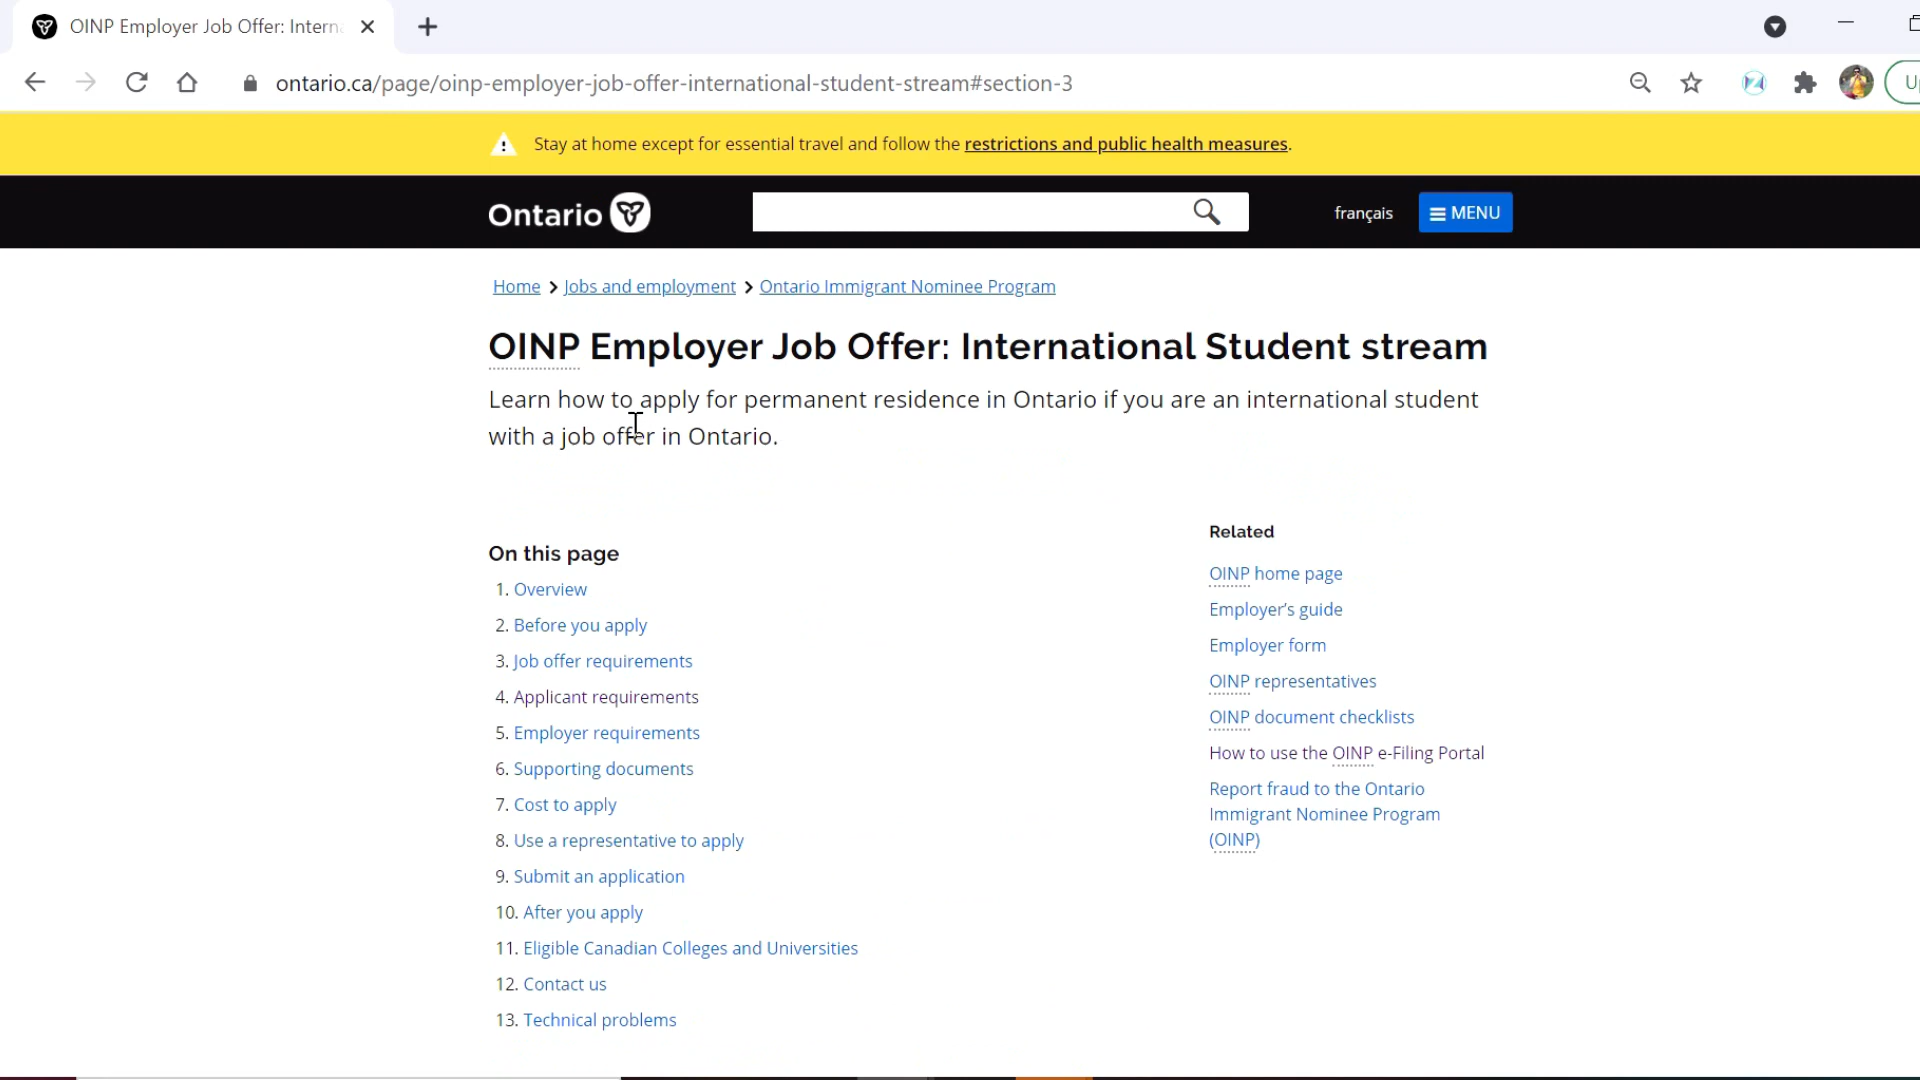 OINP Employer Job Offer: Intern
ontario.ca/page/oinp-employer-job-offer-international-student-stream#section-3
Stay at home except for essential travel and follow the restrictions and public health measures.
Ontario
français
MENU
Home > Jobs and employment > Ontario Immigrant Nominee Program
OINP Employer Job Offer: International Student stream
Learn how to apply for permanent residence in Ontario if you are an international student
with a job offer in Ontario.
On this page
1. Overview
2. Before you apply
3. Job offer requirements
4. Applicant requirements
5. Employer requirements
6. Supporting documents
7. Cost to apply
8. Use a representative to apply
9. Submit an application
10. After you apply
11. Eligible Canadian Colleges and Universities
12. Contact us
13. Technical problems
Related
OINP home page
Employer’s guide
Employer form
OINP representatives
OINP document checklists
How to use the OINP e-Filing Portal
Report fraud to the Ontario
Immigrant Nominee Program
(OINP)